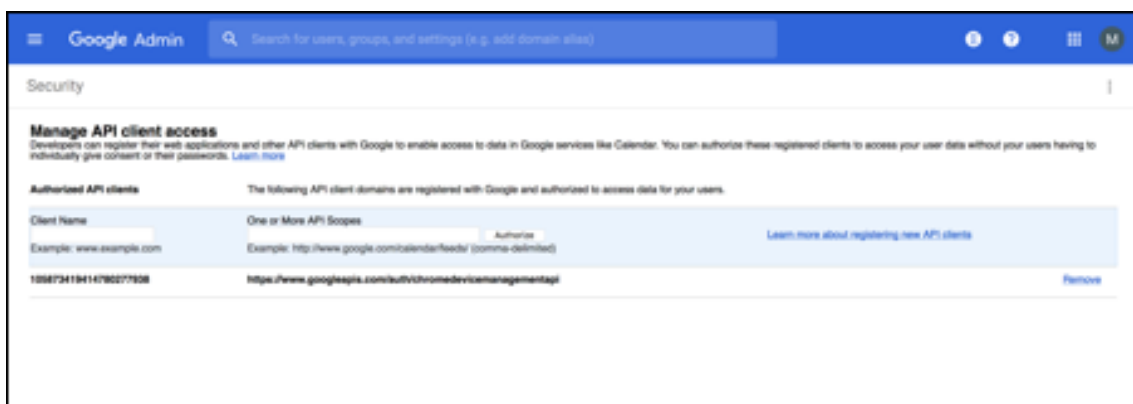 Google Admin
Search for users, groups, and settings (e.g. add domain alias)
M
Security
Manage API client access
Developers can register their web applications and other API clients with Google to enable access to data in Google services like Calendar. You can authorize these registered clients to access your user data without your users having to
individually give consent or their passwords. Learn more
Authorized API clients The following API client domains are registered with Google and authorized to access data for your users.
Client Name One or More API Scopes
Authorize Learn more about registering new API clients
Example: www.example.com Example: http://www.google.com/calendar/feeds/ (comma-delimited)
https://www.googleapis.com/auth/chromedevicemanagementapi Remove